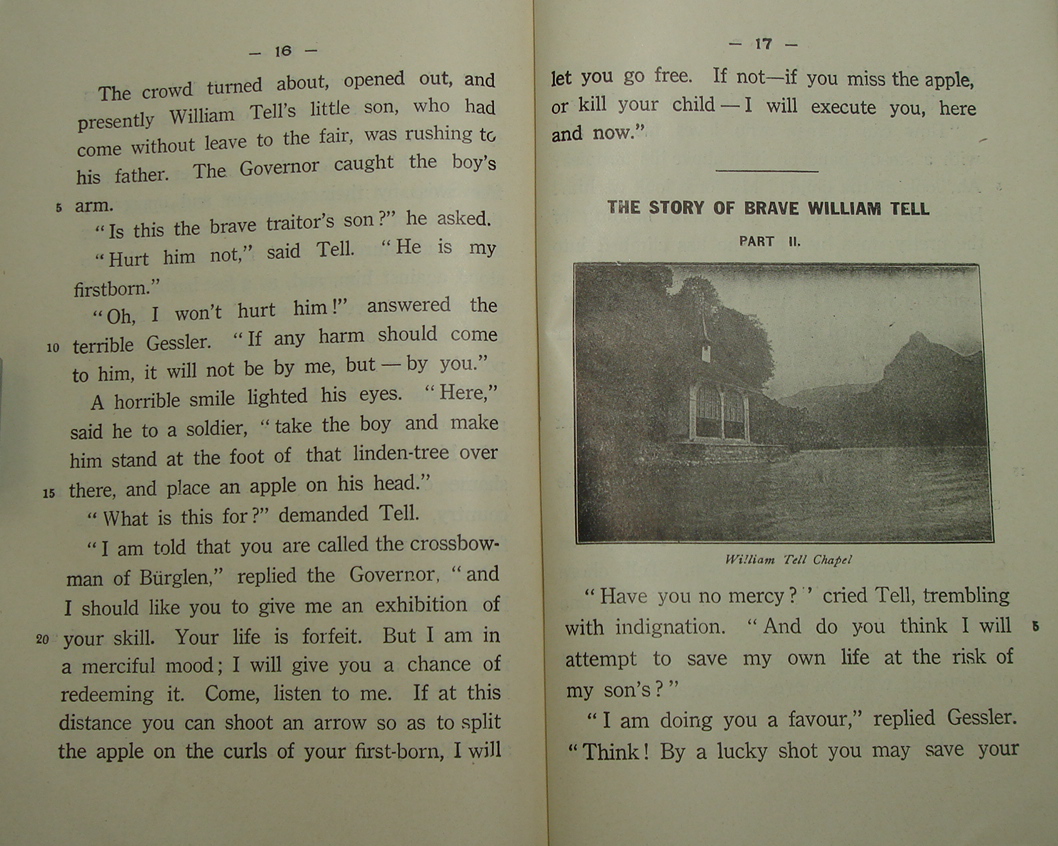 — 16 —
The crowd turned about, opened out, and
presently William Tell's little son, who had
come without leave to the fair, was rushing to
his father. The Governor caught the boy's
5 arm.
“Is this the brave traitor's son?” he asked.
“Hurt him not,” said Tell. “He is my
firstborn.”
“Oh, I won't hurt him!” answered the
10 terrible Gessler. “If any harm should come
to him, it will not be by me, but — by you.”
A horrible smile lighted his eyes. “Here,”
said he to a soldier, “take the boy and make
him stand at the foot of that linden-tree over
15 there, and place an apple on his head.”
“What is this for?” demanded Tell.
“I am told that you are called the crossbow-
man of Bürglen,” replied the Governor, “and
I should like you to give me an exhibition of
20 your skill. Your life is forfeit. But I am in
a merciful mood; I will give you a chance of
redeeming it. Come, listen to me. If at this
distance you can shoot an arrow so as to split
the apple on the curls of your first-born, I will
— 17 —
let you go free. If not—if you miss the apple,
or kill your child — I will execute you, here
and now.”
THE STORY OF BRAVE WILLIAM TELL
PART II.
William Tell Chapel
“Have you no mercy?’ cried Tell, trembling
with indignation. “And do you think I will 5
attempt to save my own life at the risk of
my son's?”
“I am doing you a favour,” replied Gessler.
“Think! By a lucky shot you may save your